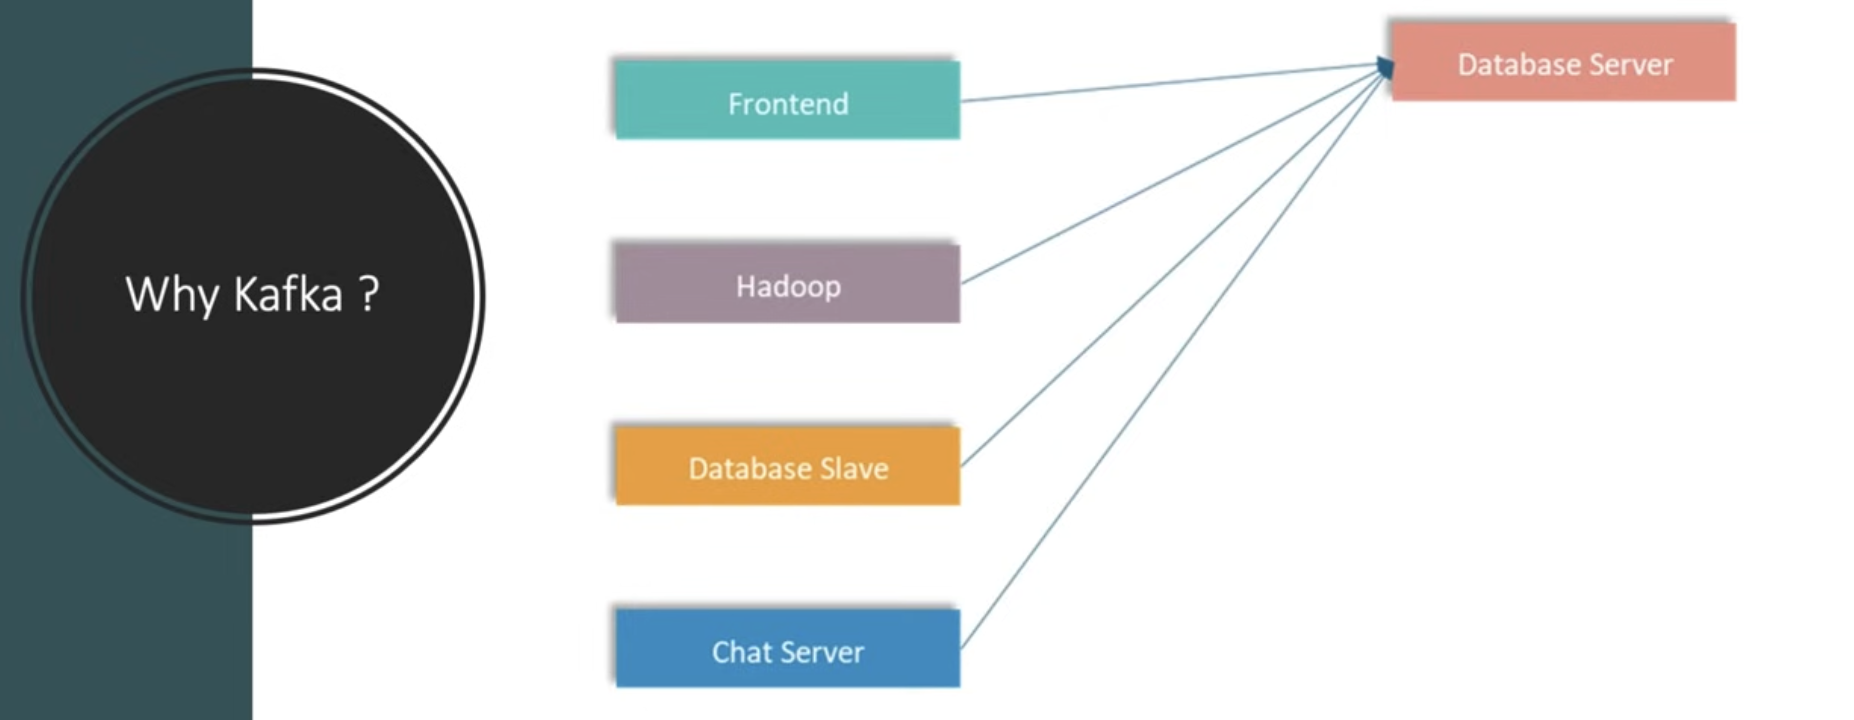 Why Kafka ?
Frontend
Hadoop
Database Slave
Chat Server
Database Server